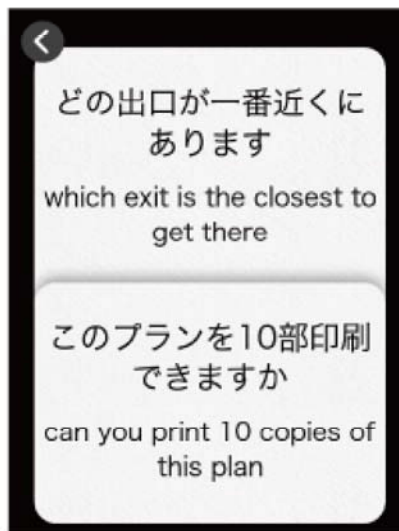 どの出口が一番近くに
あります
which exit is the closest to
get there
このプランを10部印刷
できますか
can you print 10 copies of
this plan